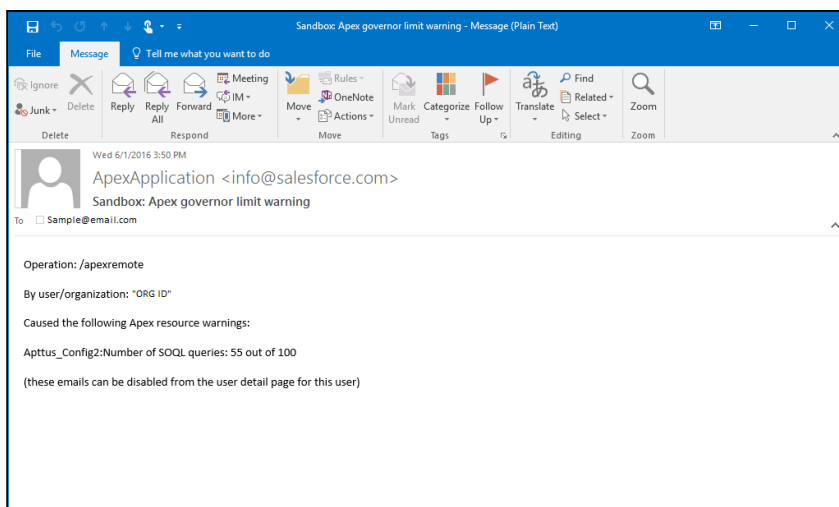 Sandbox: Apex governor limit warning - Message (Plain Text)
File
Message
Tell me what you want to do
Ignore
Junk
Delete
Reply
Reply All
Forward
Meeting
IM
More
Move
Rules
OneNote
Actions
Mark Unread
Categorize
Follow Up
Translate
Find
Related
Select
Zoom
Delete
Respond
Move
Tags
Editing
Zoom
Wed 6/1/2016 3:50 PM
ApexApplication <info@salesforce.com>
Sandbox: Apex governor limit warning
To Sample@email.com
Operation: /apexremote
By user/organization: "ORG ID"
Caused the following Apex resource warnings:
Apttus_Config2:Number of SOQL queries: 55 out of 100
(these emails can be disabled from the user detail page for this user)